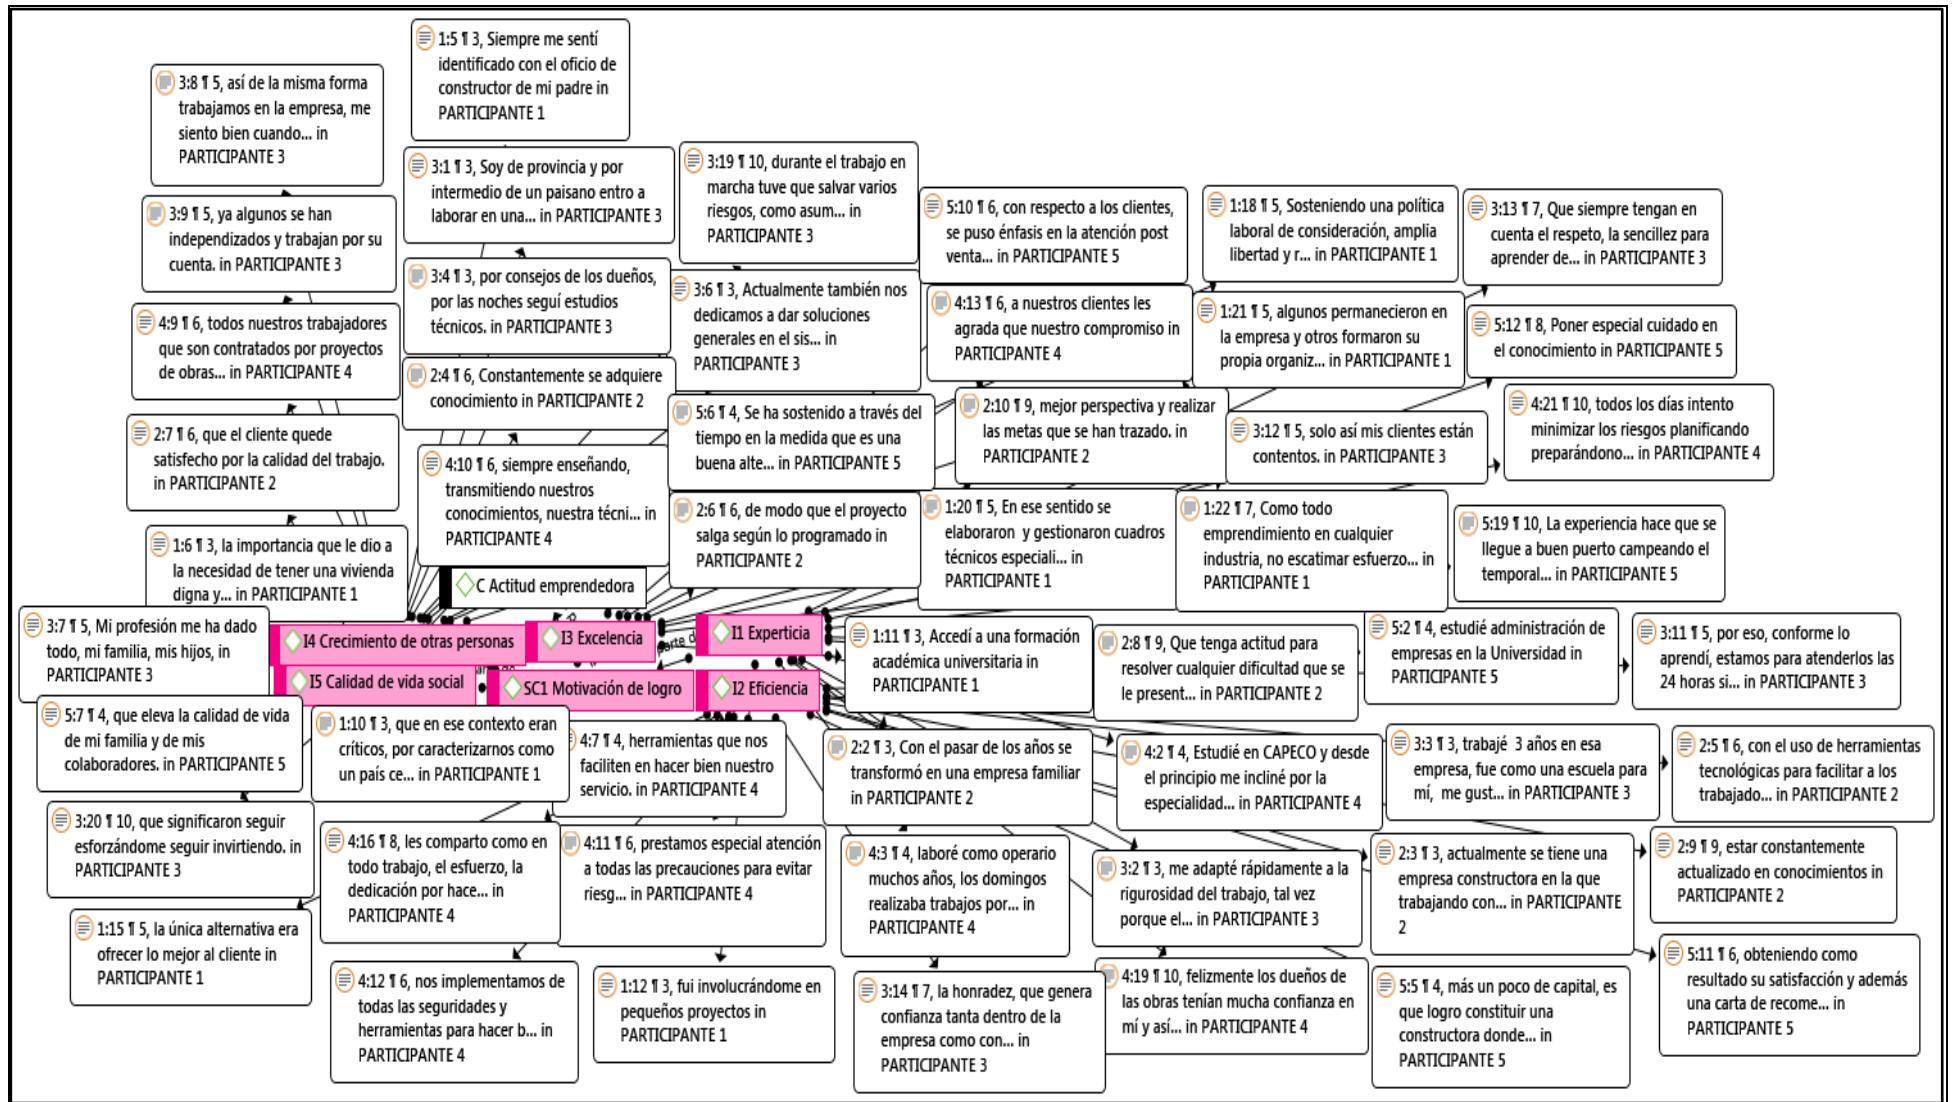 1:5 ¶ 3, Siempre me sentí
identificado con el oficio de
constructor de mi padre in
PARTICIPANTE 1
3:8 ¶ 5, así de la misma forma
trabajamos en la empresa, me
siento bien cuando... in
PARTICIPANTE 3
3:1 ¶ 3, Soy de provincia y por
intermedio de un paisano entro a
laborar en una... in PARTICIPANTE 3
3:19 ¶ 10, durante el trabajo en
marcha tuve que salvar varios
riesgos, como asum... in
PARTICIPANTE 3
5:10 ¶ 6, con respecto a los clientes,
se puso énfasis en la atención post
venta... in PARTICIPANTE 5
1:18 ¶ 5, Sosteniendo una política
laboral de consideración, amplia
libertad y r... in PARTICIPANTE 1
3:13 ¶ 7, Que siempre tengan en
cuenta el respeto, la sencillez para
aprender de... in PARTICIPANTE 3
3:9 ¶ 5, ya algunos se han
independizados y trabajan por su
cuenta. in PARTICIPANTE 3
3:4 ¶ 3, por consejos de los dueños,
por las noches seguí estudios
técnicos. in PARTICIPANTE 3
3:6 ¶ 3, Actualmente también nos
dedicamos a dar soluciones
generales en el sis... in
PARTICIPANTE 3
4:13 ¶ 6, a nuestros clientes les
agrada que nuestro compromiso in
PARTICIPANTE 4
1:21 ¶ 5, algunos permanecieron en
la empresa y otros formaron su
propia organiz... in PARTICIPANTE 1
5:12 ¶ 8, Poner especial cuidado en
el conocimiento in PARTICIPANTE 5
4:9 ¶ 6, todos nuestros trabajadores
que son contratados por proyectos
de obras... in PARTICIPANTE 4
2:4 ¶ 6, Constantemente se adquiere
conocimiento in PARTICIPANTE 2
5:6 ¶ 4, Se ha sostenido a través del
tiempo en la medida que es una
buena alte... in PARTICIPANTE 5
2:10 ¶ 9, mejor perspectiva y realizar
las metas que se han trazado. in
PARTICIPANTE 2
3:12 ¶ 5, solo así mis clientes están
contentos. in PARTICIPANTE 3
4:21 ¶ 10, todos los días intento
minimizar los riesgos planificando
preparándono... in PARTICIPANTE 4
2:7 ¶ 6, que el cliente quede
satisfecho por la calidad del trabajo.
in PARTICIPANTE 2
4:10 ¶ 6, siempre enseñando,
transmitiendo nuestros
conocimientos, nuestra técni... in
PARTICIPANTE 4
2:6 ¶ 6, de modo que el proyecto
salga según lo programado in
PARTICIPANTE 2
1:20 ¶ 5, En ese sentido se
elaboraron y gestionaron cuadros
técnicos especiali... in
PARTICIPANTE 1
1:22 ¶ 7, Como todo
emprendimiento en cualquier
industria, no escatimar esfuerzo... in
PARTICIPANTE 1
5:19 ¶ 10, La experiencia hace que se
llegue a buen puerto campeando el
temporal... in PARTICIPANTE 5
1:6 ¶ 3, la importancia que le dio a
la necesidad de tener una vivienda
digna y... in PARTICIPANTE 1
C Actitud emprendedora
3:7 ¶ 5, Mi profesión me ha dado
todo, mi familia, mis hijos, in
PARTICIPANTE 3
I4 Crecimiento de otras personas
I3 Excelencia
I1 Experticia
I5 Calidad de vida social
SC1 Motivación de logro
I2 Eficiencia
1:11 ¶ 3, Accedí a una formación
académica universitaria in
PARTICIPANTE 1
2:8 ¶ 9, Que tenga actitud para
resolver cualquier dificultad que se
le present... in PARTICIPANTE 2
5:2 ¶ 4, estudié administración de
empresas en la Universidad in
PARTICIPANTE 5
3:11 ¶ 5, por eso, conforme lo
aprendí, estamos para atenderlos las
24 horas si... in PARTICIPANTE 3
5:7 ¶ 4, que eleva la calidad de vida
de mi familia y de mis
colaboradores. in PARTICIPANTE 5
1:10 ¶ 3, que en ese contexto eran
críticos, por caracterizarnos como
un país ce... in PARTICIPANTE 1
4:7 ¶ 4, herramientas que nos
faciliten en hacer bien nuestro
servicio. in PARTICIPANTE 4
2:2 ¶ 3, Con el pasar de los años se
transformó en una empresa familiar
in PARTICIPANTE 2
4:2 ¶ 4, Estudié en CAPECO y desde
el principio me incliné por la
especialidad... in PARTICIPANTE 4
3:3 ¶ 3, trabajé 3 años en esa
empresa, fue como una escuela para
mí, me gust... in PARTICIPANTE 3
2:5 ¶ 6, con el uso de herramientas
tecnológicas para facilitar a los
trabajado... in PARTICIPANTE 2
3:20 ¶ 10, que significaron seguir
esforzándome seguir invirtiendo. in
PARTICIPANTE 3
4:16 ¶ 8, les comparto como en
todo trabajo, el esfuerzo, la
dedicación por hace... in
PARTICIPANTE 4
4:11 ¶ 6, prestamos especial atención
a todas las precauciones para evitar
riesg... in PARTICIPANTE 4
4:3 ¶ 4, laboré como operario
muchos años, los domingos
realizaba trabajos por... in
PARTICIPANTE 4
3:2 ¶ 3, me adapté rápidamente a la
rigurosidad del trabajo, tal vez
porque el... in PARTICIPANTE 3
2:3 ¶ 3, actualmente se tiene una
empresa constructora en la que
trabajando con... in PARTICIPANTE
2
2:9 ¶ 9, estar constantemente
actualizado en conocimientos in
PARTICIPANTE 2
1:15 ¶ 5, la única alternativa era
ofrecer lo mejor al cliente in
PARTICIPANTE 1
4:12 ¶ 6, nos implementamos de
todas las seguridades y
herramientas para hacer b... in
PARTICIPANTE 4
1:12 ¶ 3, fui involucrándome en
pequeños proyectos in
PARTICIPANTE 1
3:14 ¶ 7, la honradez, que genera
confianza tanta dentro de la
empresa como con... in
PARTICIPANTE 3
4:19 ¶ 10, felizmente los dueños de
las obras tenían mucha confianza en
mí y así... in PARTICIPANTE 4
5:5 ¶ 4, más un poco de capital, es
que logro constituir una
constructora donde... in
PARTICIPANTE 5
5:11 ¶ 6, obteniendo como
resultado su satisfacción y además
una carta de recome... in
PARTICIPANTE 5